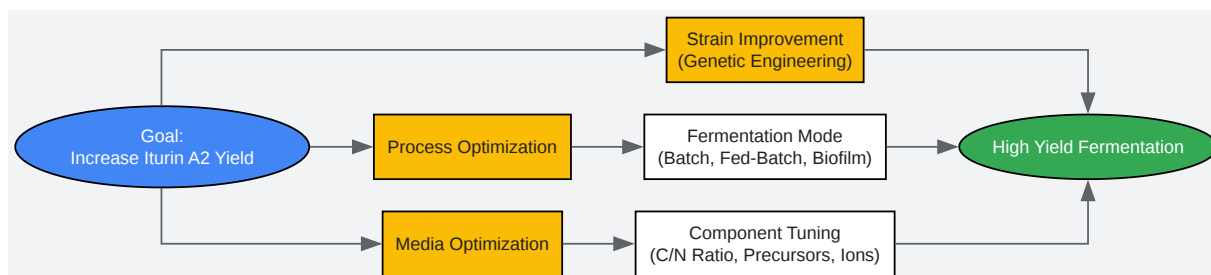 Strain Improvement
(Genetic Engineering)
Goal:
Increase Iturin A2 Yield
Process Optimization
Fermentation Mode
(Batch, Fed-Batch, Biofilm)
High Yield Fermentation
Media Optimization
Component Tuning
(C/N Ratio, Precursors, Ions)